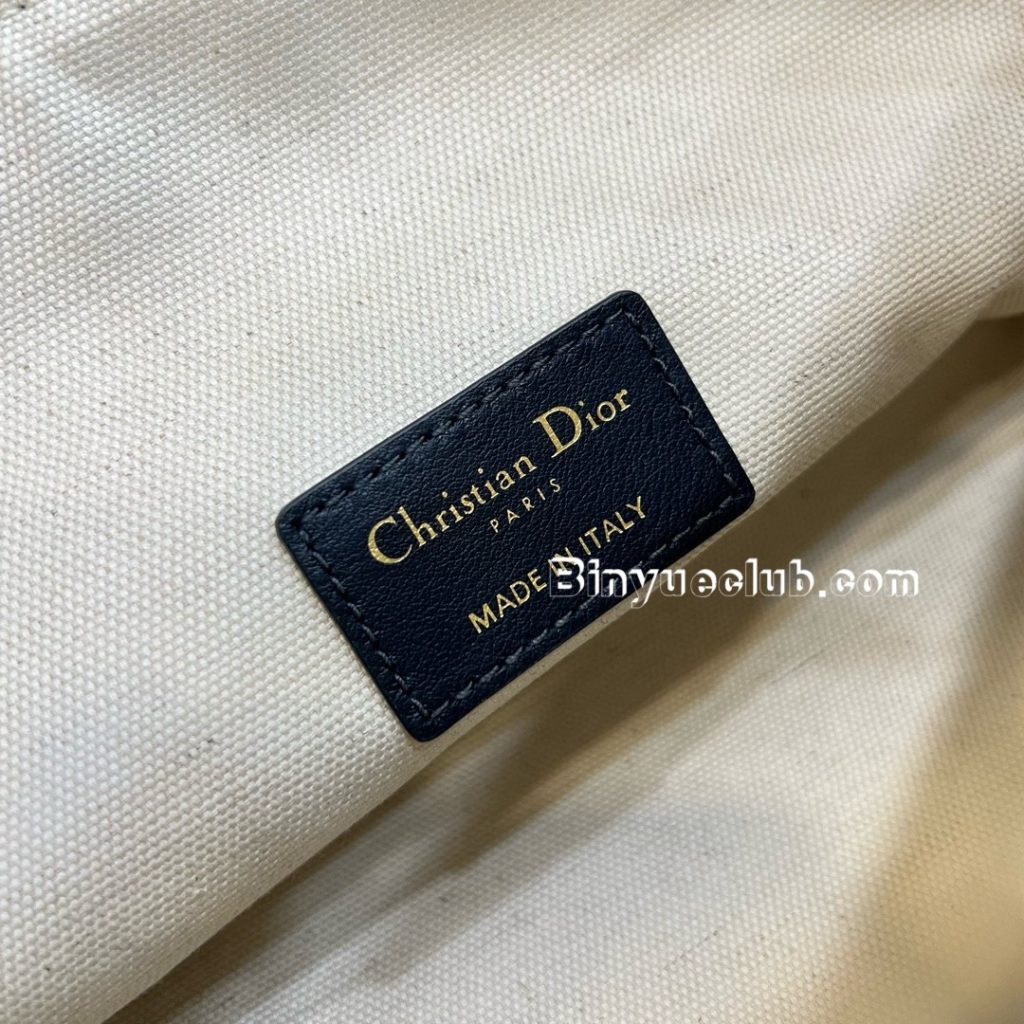 Christian Dior
PARIS
MADE IN ITALY
Binyueclub.com